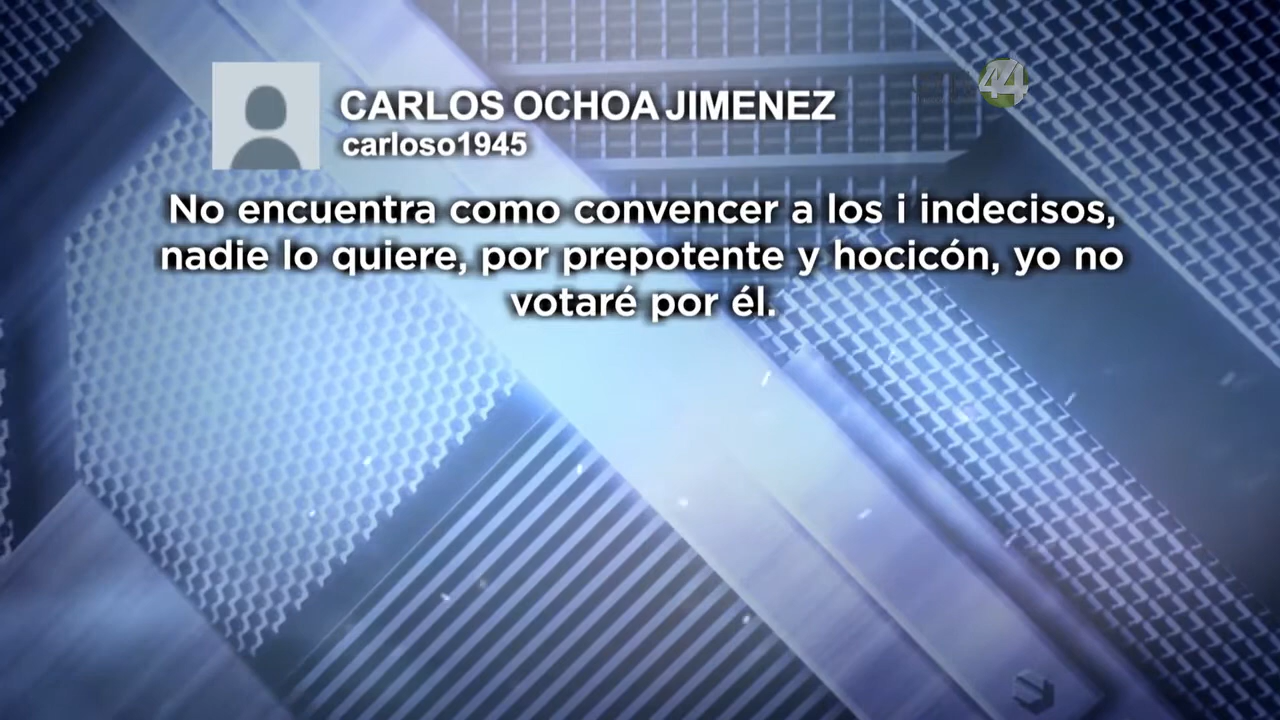 44
CARLOS OCHOA JIMENEZ
carloso1945
No encuentra como convencer a los i indecisos,
nadie lo quiere, por prepotente y hocicón, yo no
votaré por él.